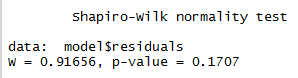 Shapiro-Wilk normality test
data:  model$residuals
W = 0.91656, p-value = 0.1707